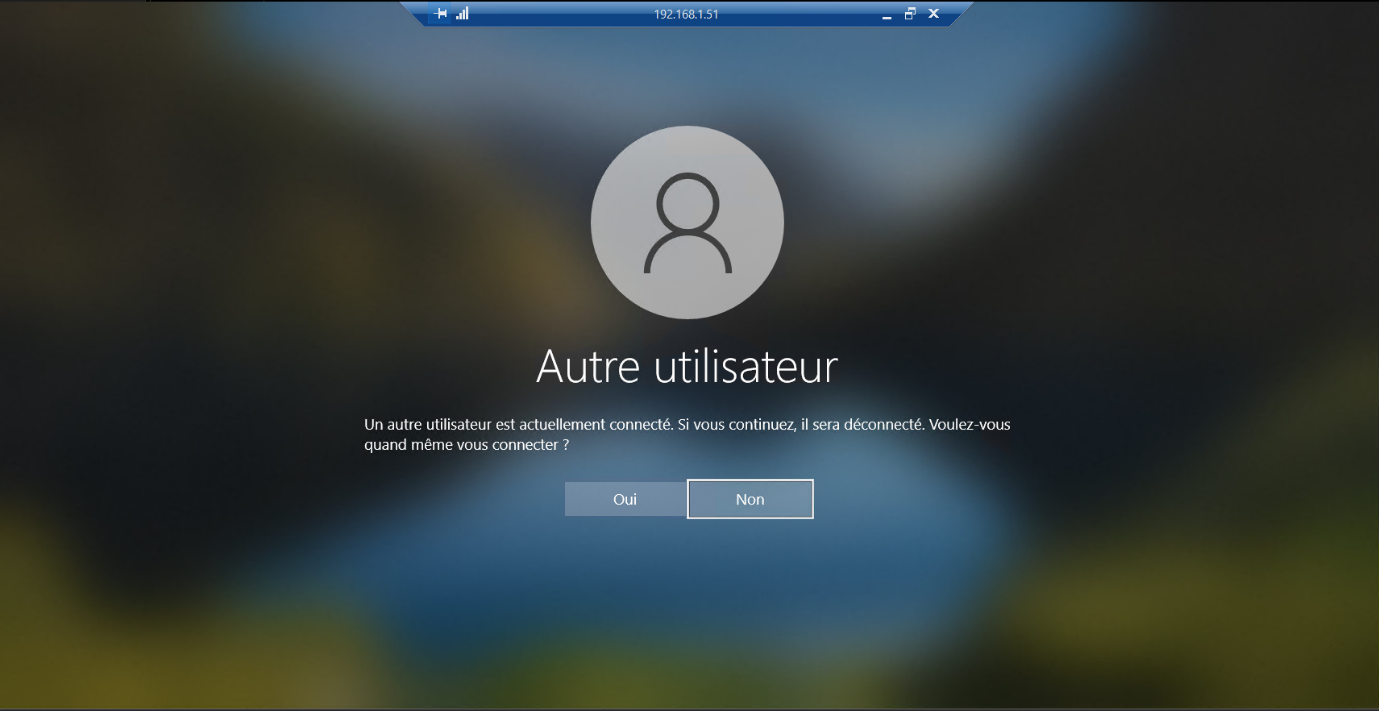 192.168.1.51
Autre utilisateur
Un autre utilisateur est actuellement connecté. Si vous continuez, il sera déconnecté. Voulez-vous
quand même vous connecter ?
Oui
Non